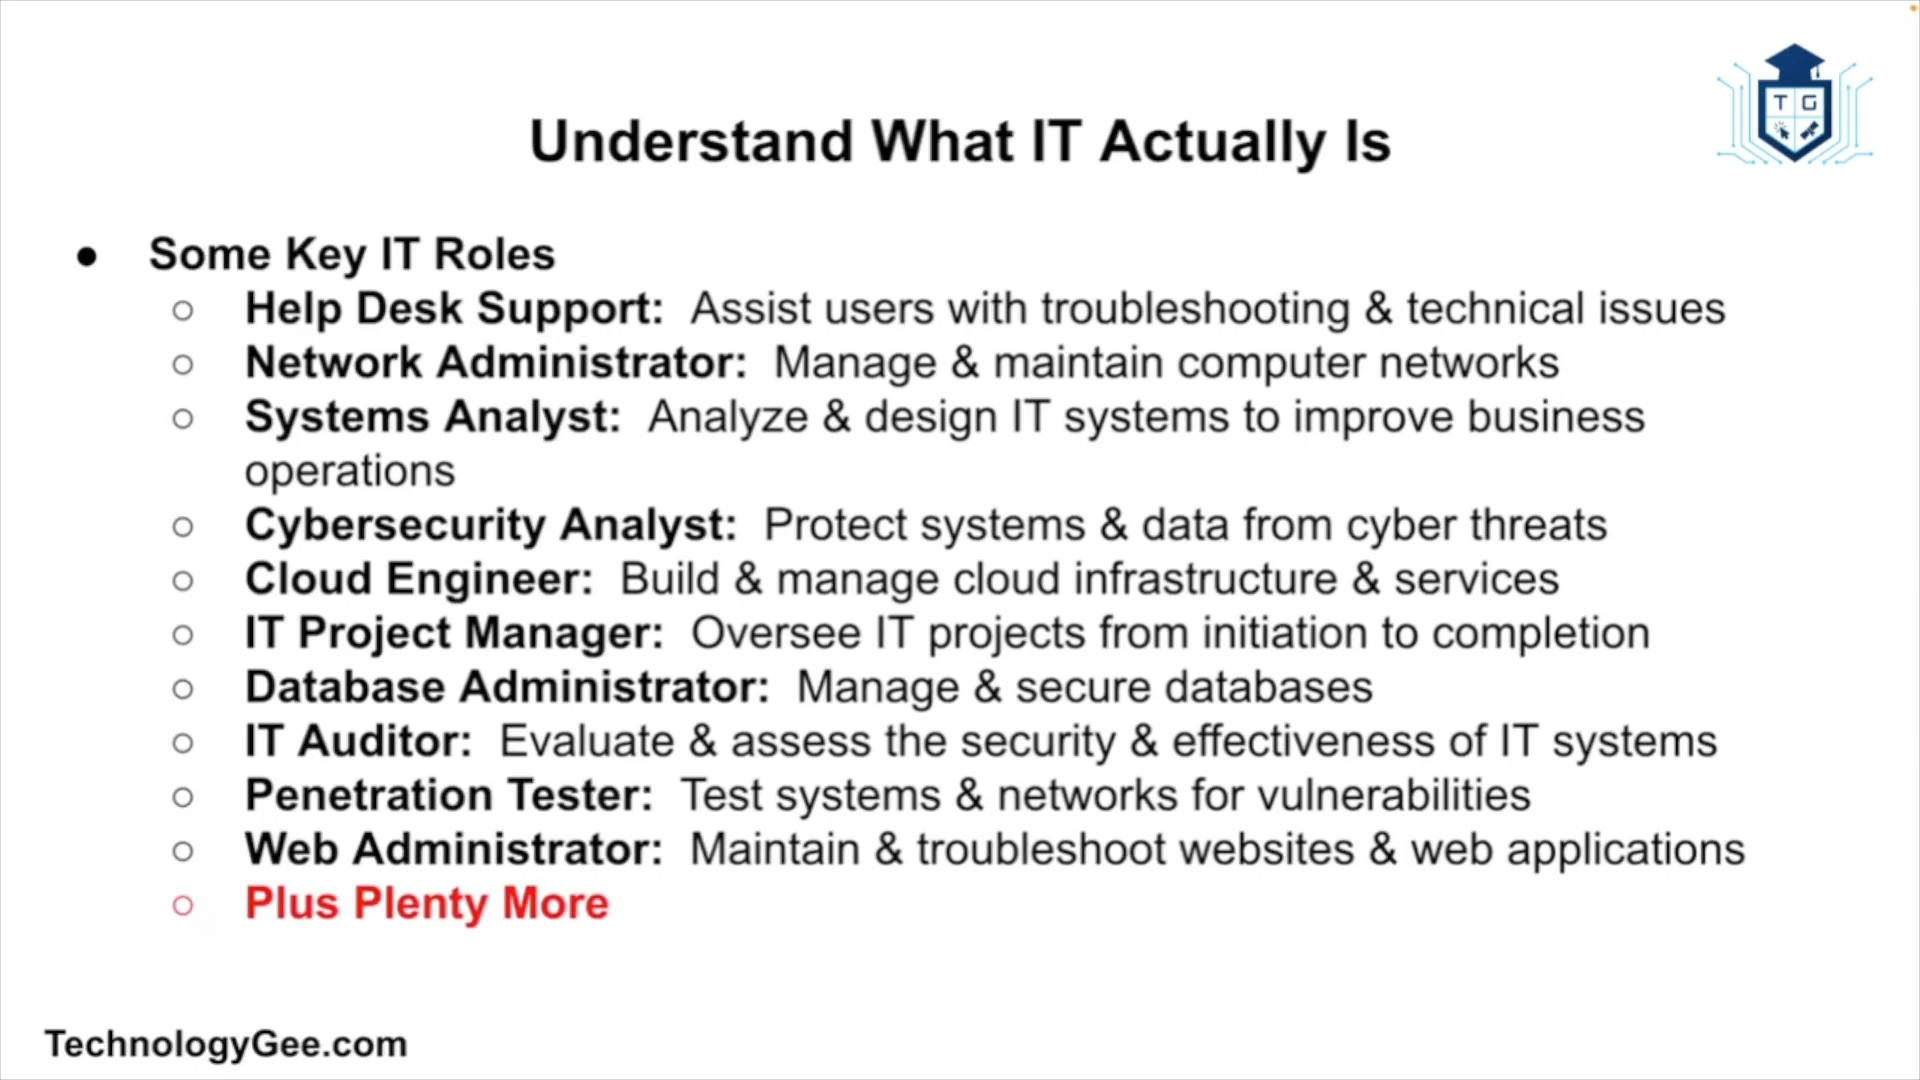 T G
Understand What IT Actually Is
● Some Key IT Roles
○ Help Desk Support: Assist users with troubleshooting & technical issues
○ Network Administrator: Manage & maintain computer networks
○ Systems Analyst: Analyze & design IT systems to improve business
operations
○ Cybersecurity Analyst: Protect systems & data from cyber threats
○ Cloud Engineer: Build & manage cloud infrastructure & services
○ IT Project Manager: Oversee IT projects from initiation to completion
○ Database Administrator: Manage & secure databases
○ IT Auditor: Evaluate & assess the security & effectiveness of IT systems
○ Penetration Tester: Test systems & networks for vulnerabilities
○ Web Administrator: Maintain & troubleshoot websites & web applications
○ Plus Plenty More
TechnologyGee.com